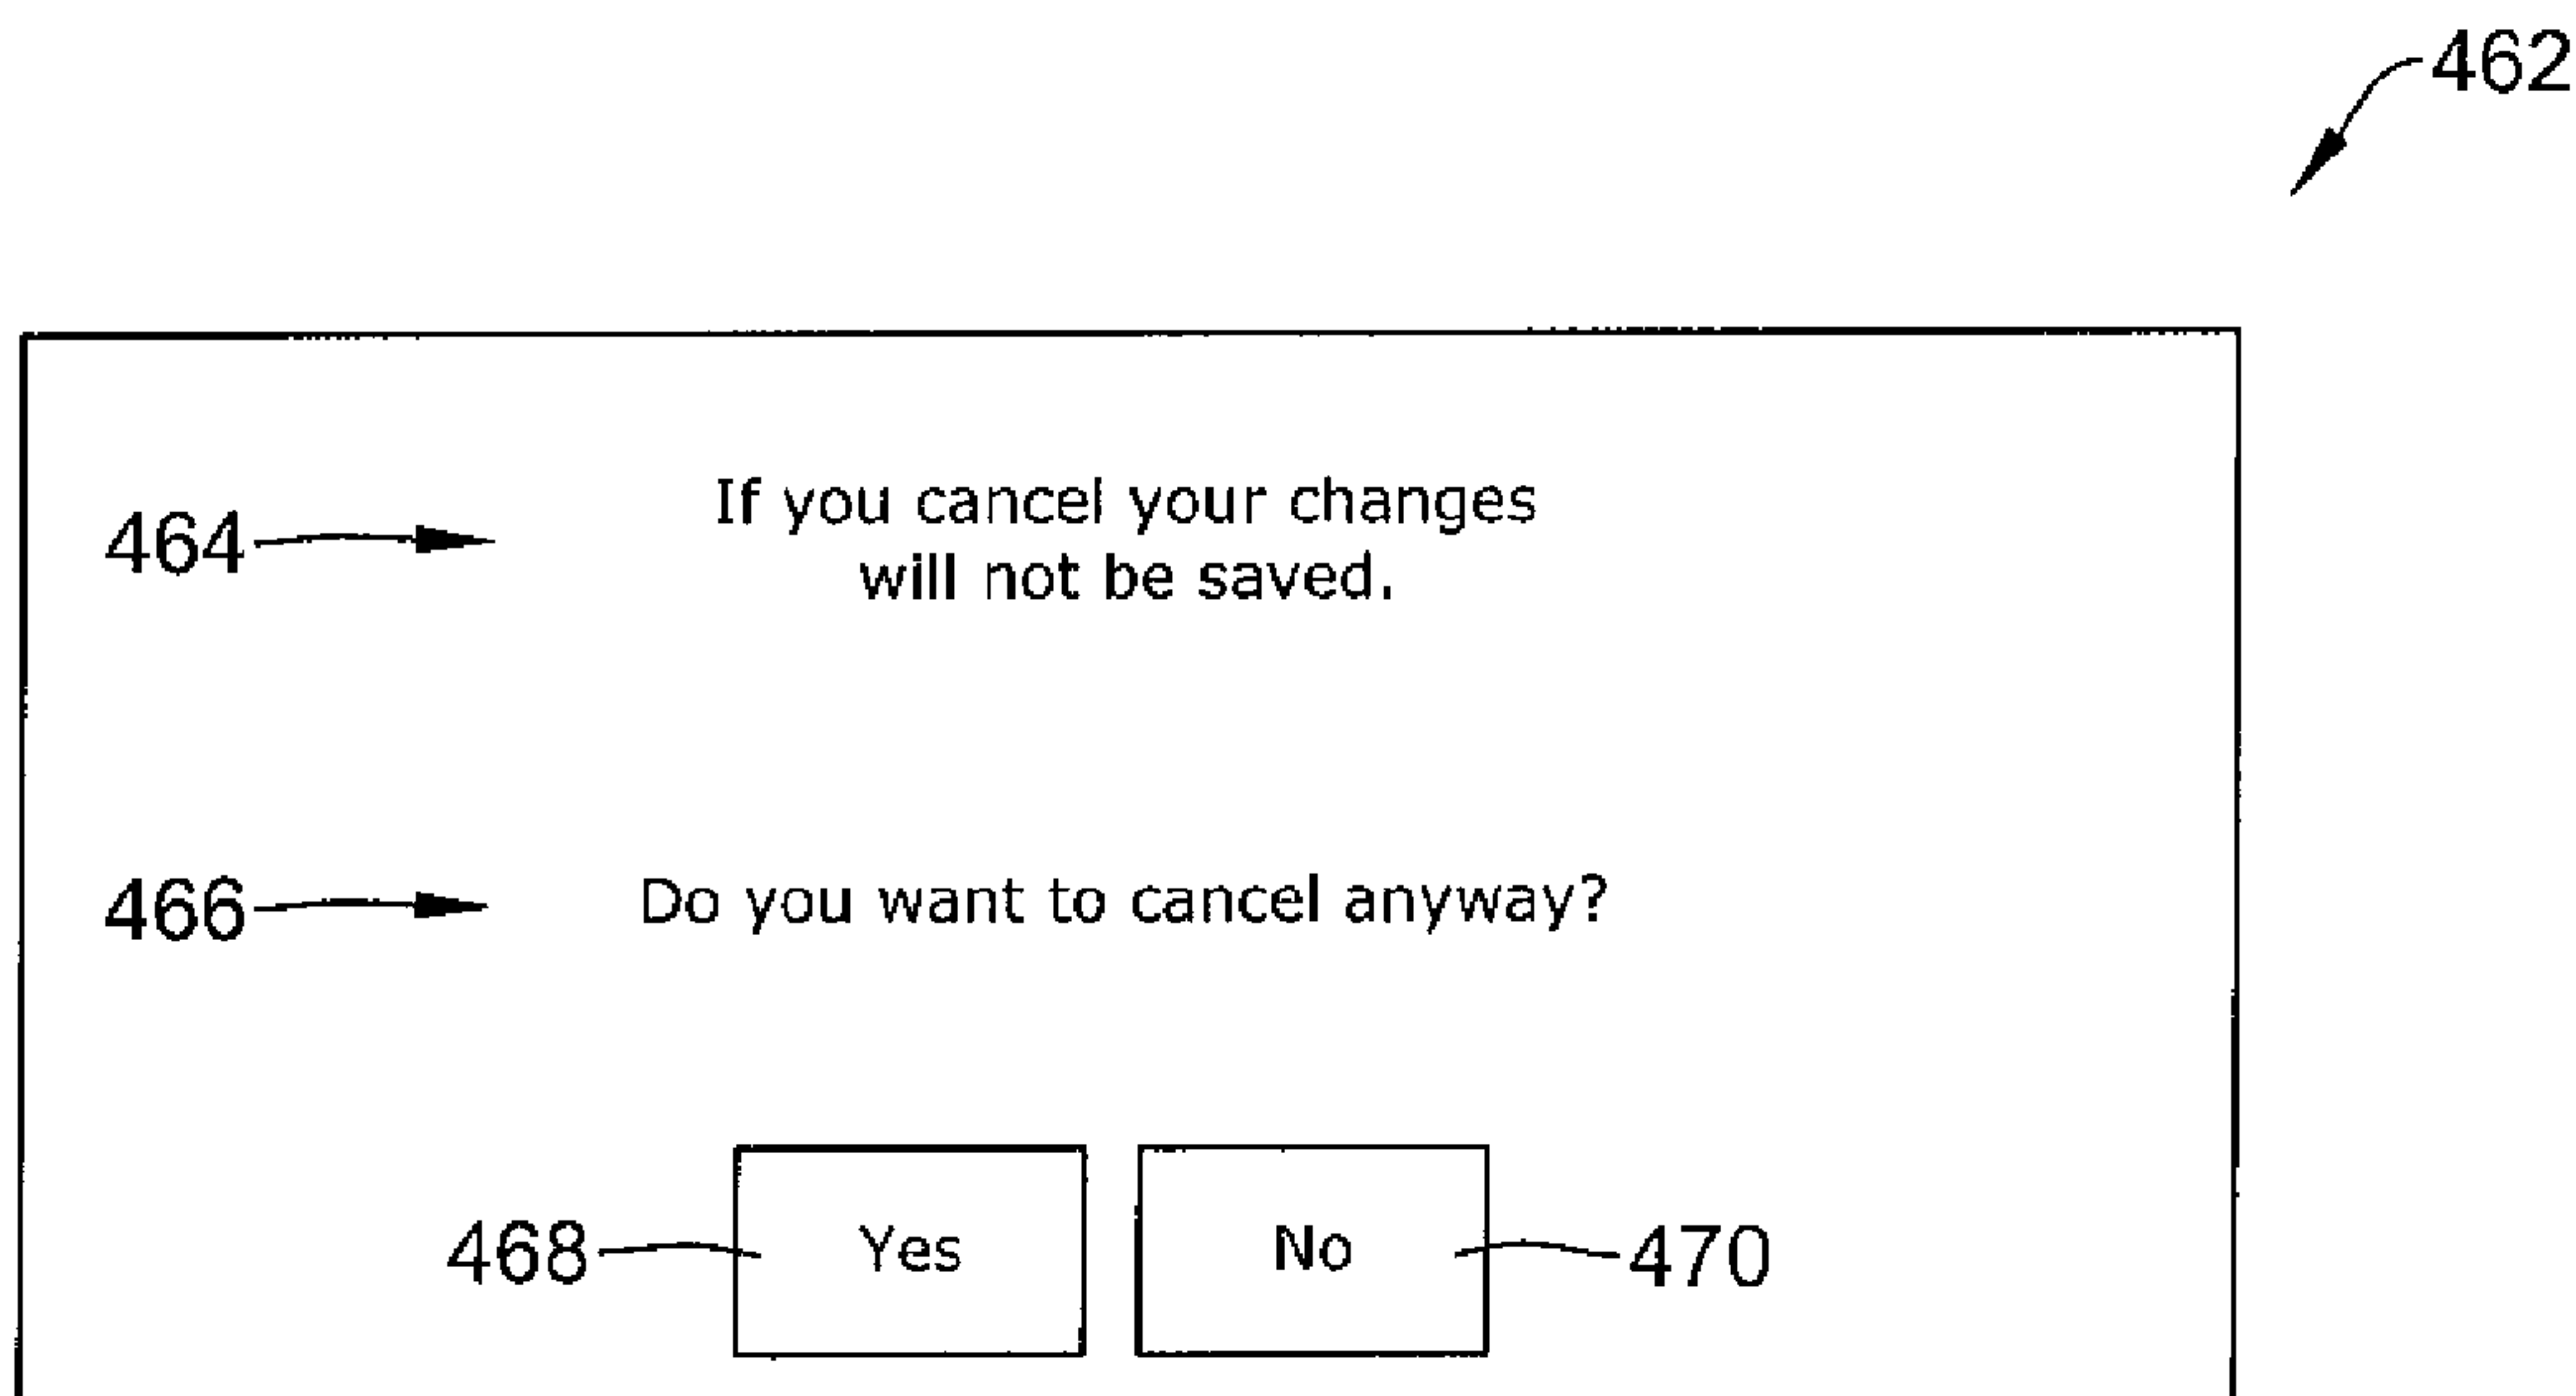 462
464 If you cancel your changes
will not be saved.
466 Do you want to cancel anyway?
468 Yes No 470